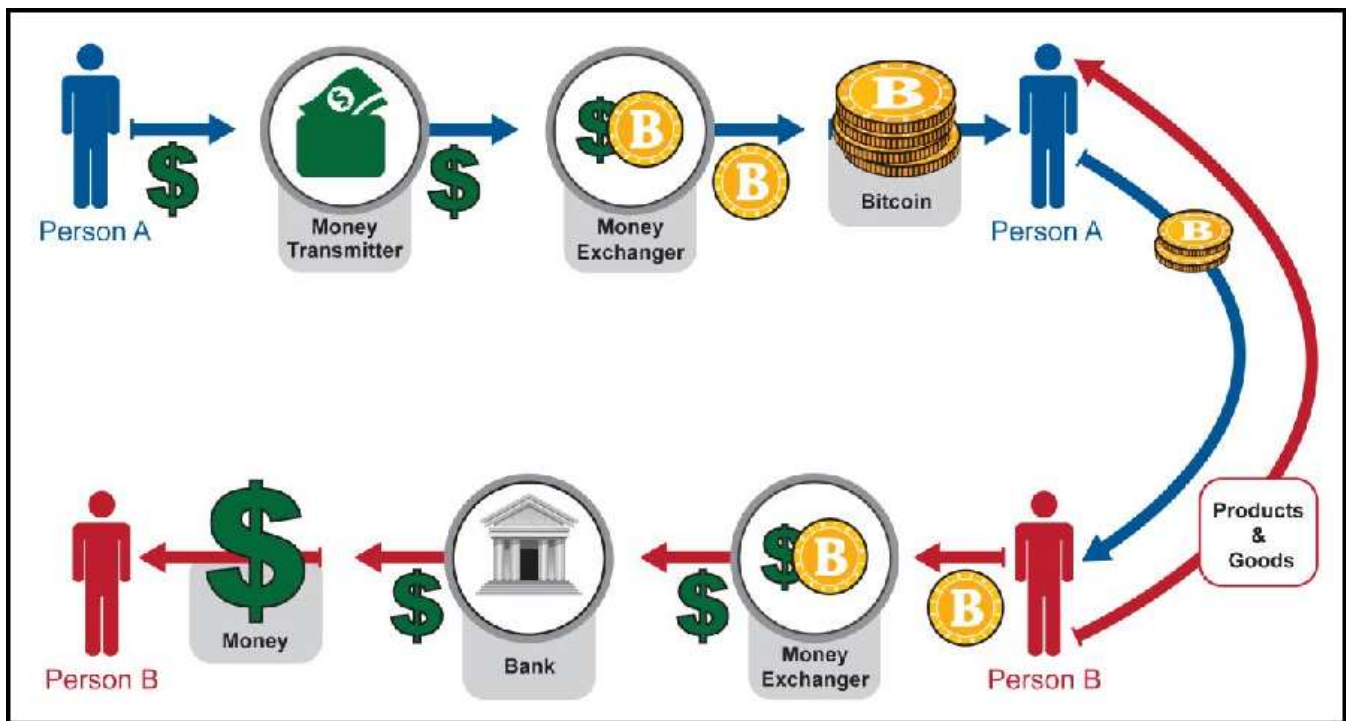 Person A
Money
Transmitter
Money
Exchanger
Bitcoin
Person A
Products
&
Goods
Person B
Money
Bank
Money
Exchanger
Person B